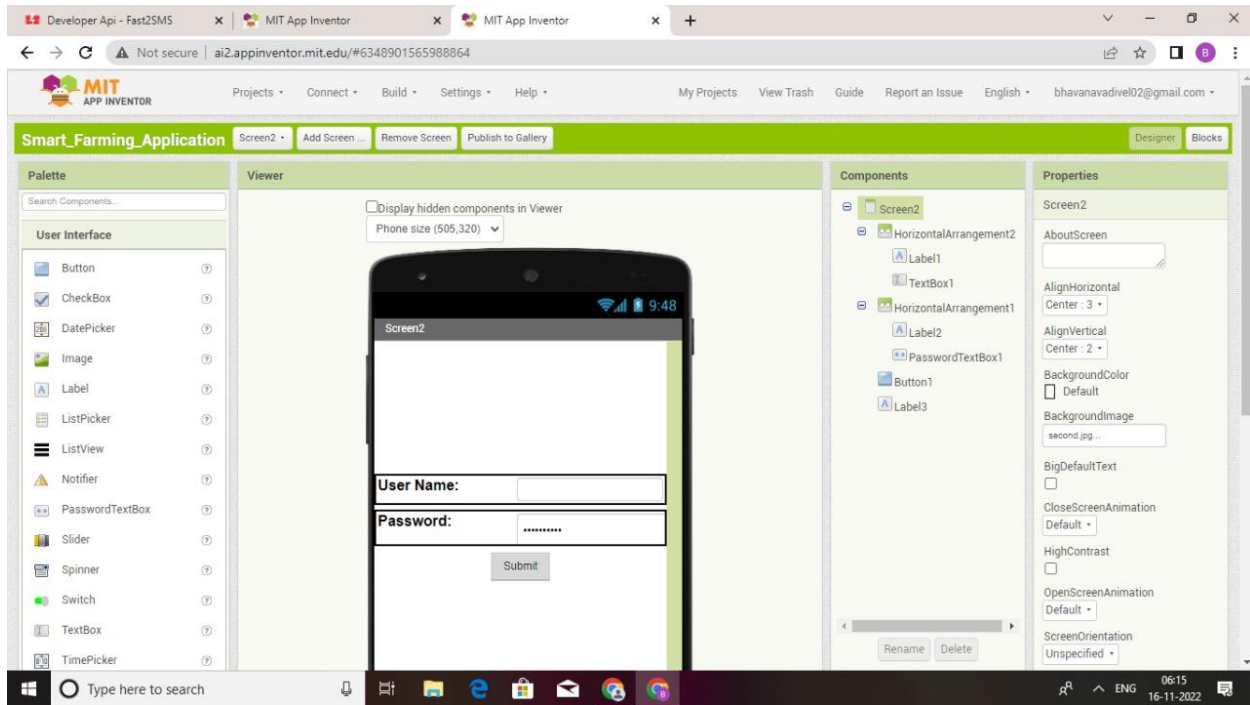 Developer Api - Fast2SMS
MIT App Inventor
MIT App Inventor
Not secure
ai2.appinventor.mit.edu/#6348901565988864
B
MIT
APP INVENTOR
Projects
Connect
Build
Settings
Help
My Projects
View Trash
Guide
Report an Issue
English
bhavanavadivel02@gmail.com
Smart_Farming_Application
Screen2
Add Screen ...
Remove Screen
Publish to Gallery
Designer
Blocks
Palette
Search Components...
User Interface
Button
CheckBox
DatePicker
Image
Label
ListPicker
ListView
Notifier
PasswordTextBox
Slider
Spinner
Switch
TextBox
TimePicker
Viewer
Display hidden components in Viewer
Phone size (505,320)
9:48
Screen2
User Name:
Password:
Submit
Components
Screen2
HorizontalArrangement2
Label1
TextBox1
HorizontalArrangement1
Label2
PasswordTextBox1
Button1
Label3
Rename
Delete
Properties
Screen2
AboutScreen
AlignHorizontal
Center : 3
AlignVertical
Center : 2
BackgroundColor
Default
BackgroundImage
second.jpg...
BigDefaultText
CloseScreenAnimation
Default
HighContrast
OpenScreenAnimation
Default
ScreenOrientation
Unspecified
Type here to search
ENG
06:15
16-11-2022